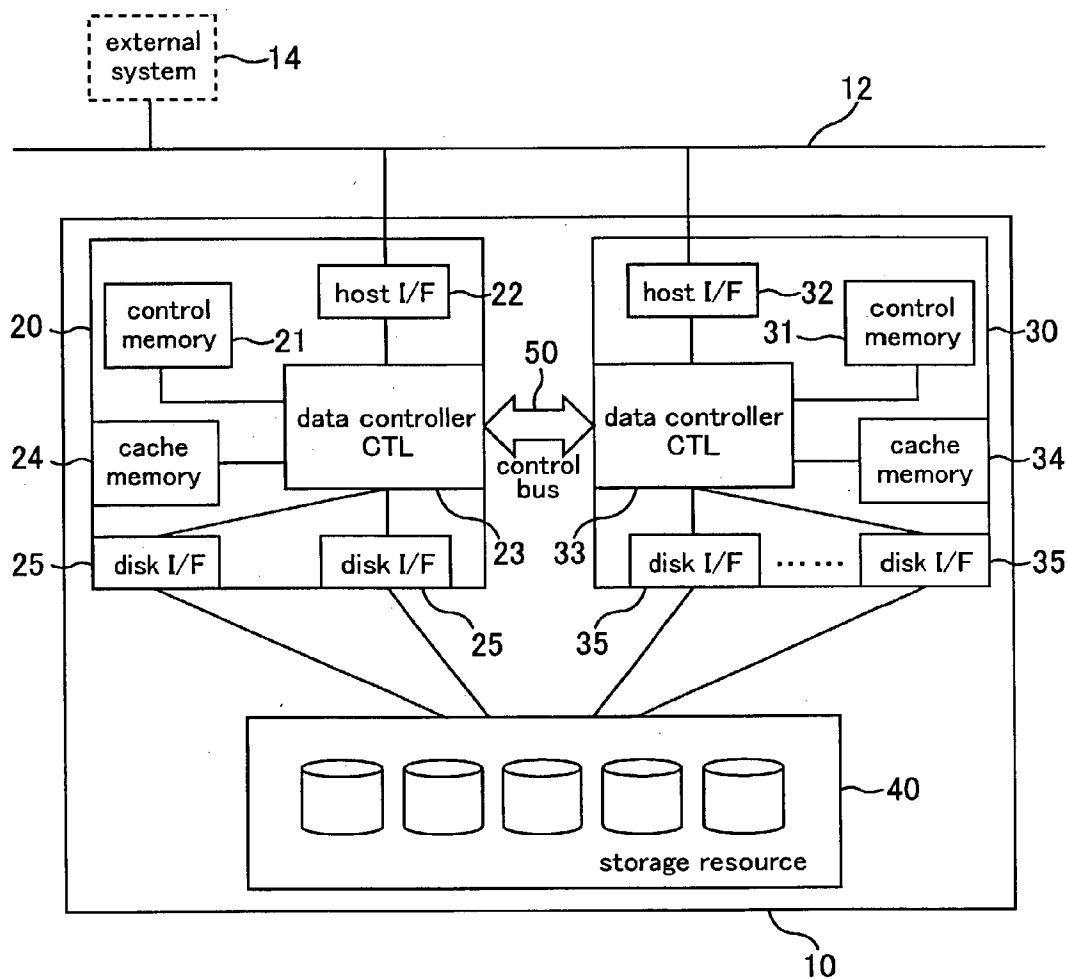 external
system
14
12
host I/F
22
host I/F
32
control
memory
20
21
31
control
memory
30
50
data controller
CTL
data controller
CTL
24
cache
memory
control
bus
cache
memory
34
23
33
25
disk I/F
disk I/F
disk I/F
······
disk I/F
35
25
35
40
storage resource
10